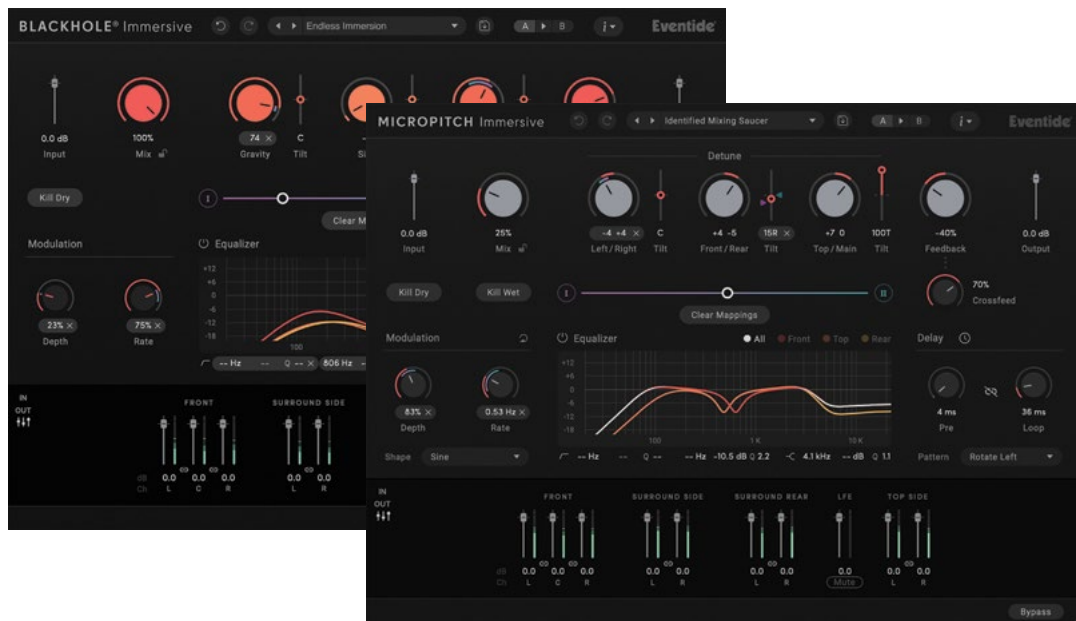 BLACKHOLE® Immersive
Endless Immersion
A B
i
Eventide
0.0 dB
Input
100%
Mix
74 ×
Gravity
C
Tilt
Kill Dry
I
Clear M
Modulation
Equalizer
+12
+6
0
-6
-12
-18
100
23% ×
Depth
75% ×
Rate
-- Hz -- Q -- × 806 Hz
IN
OUT
FRONT
SURROUND SIDE
dB 0.0 0.0 0.0 0.0 0.0
Ch L C R L R
MICROPITCH Immersive
Identified Mixing Saucer
A B
i
Eventide
Detune
0.0 dB
Input
25%
Mix
-4 +4 ×
Left / Right
C
Tilt
+4 -5
Front / Rear
15R ×
Tilt
+7 0
Top / Main
100T
Tilt
-40%
Feedback
0.0 dB
Output
Kill Dry
Kill Wet
I
II
Clear Mappings
70%
Crossfeed
Modulation
Equalizer
All Front Top Rear
Delay
+12
+6
0
-6
-12
-18
100 1 K 10 K
83% ×
Depth
0.53 Hz ×
Rate
4 ms
Pre
36 ms
Loop
Shape Sine
-- Hz -- Q -- -- Hz -10.5 dB Q 2.2 4.1 kHz -- dB Q 1.1
Pattern Rotate Left
IN
OUT
FRONT
SURROUND SIDE
SURROUND REAR
LFE
TOP SIDE
dB 0.0 0.0 0.0 0.0 0.0 0.0 0.0 0.0 0.0 0.0
Ch L C R L R L R Mute L R
Bypass